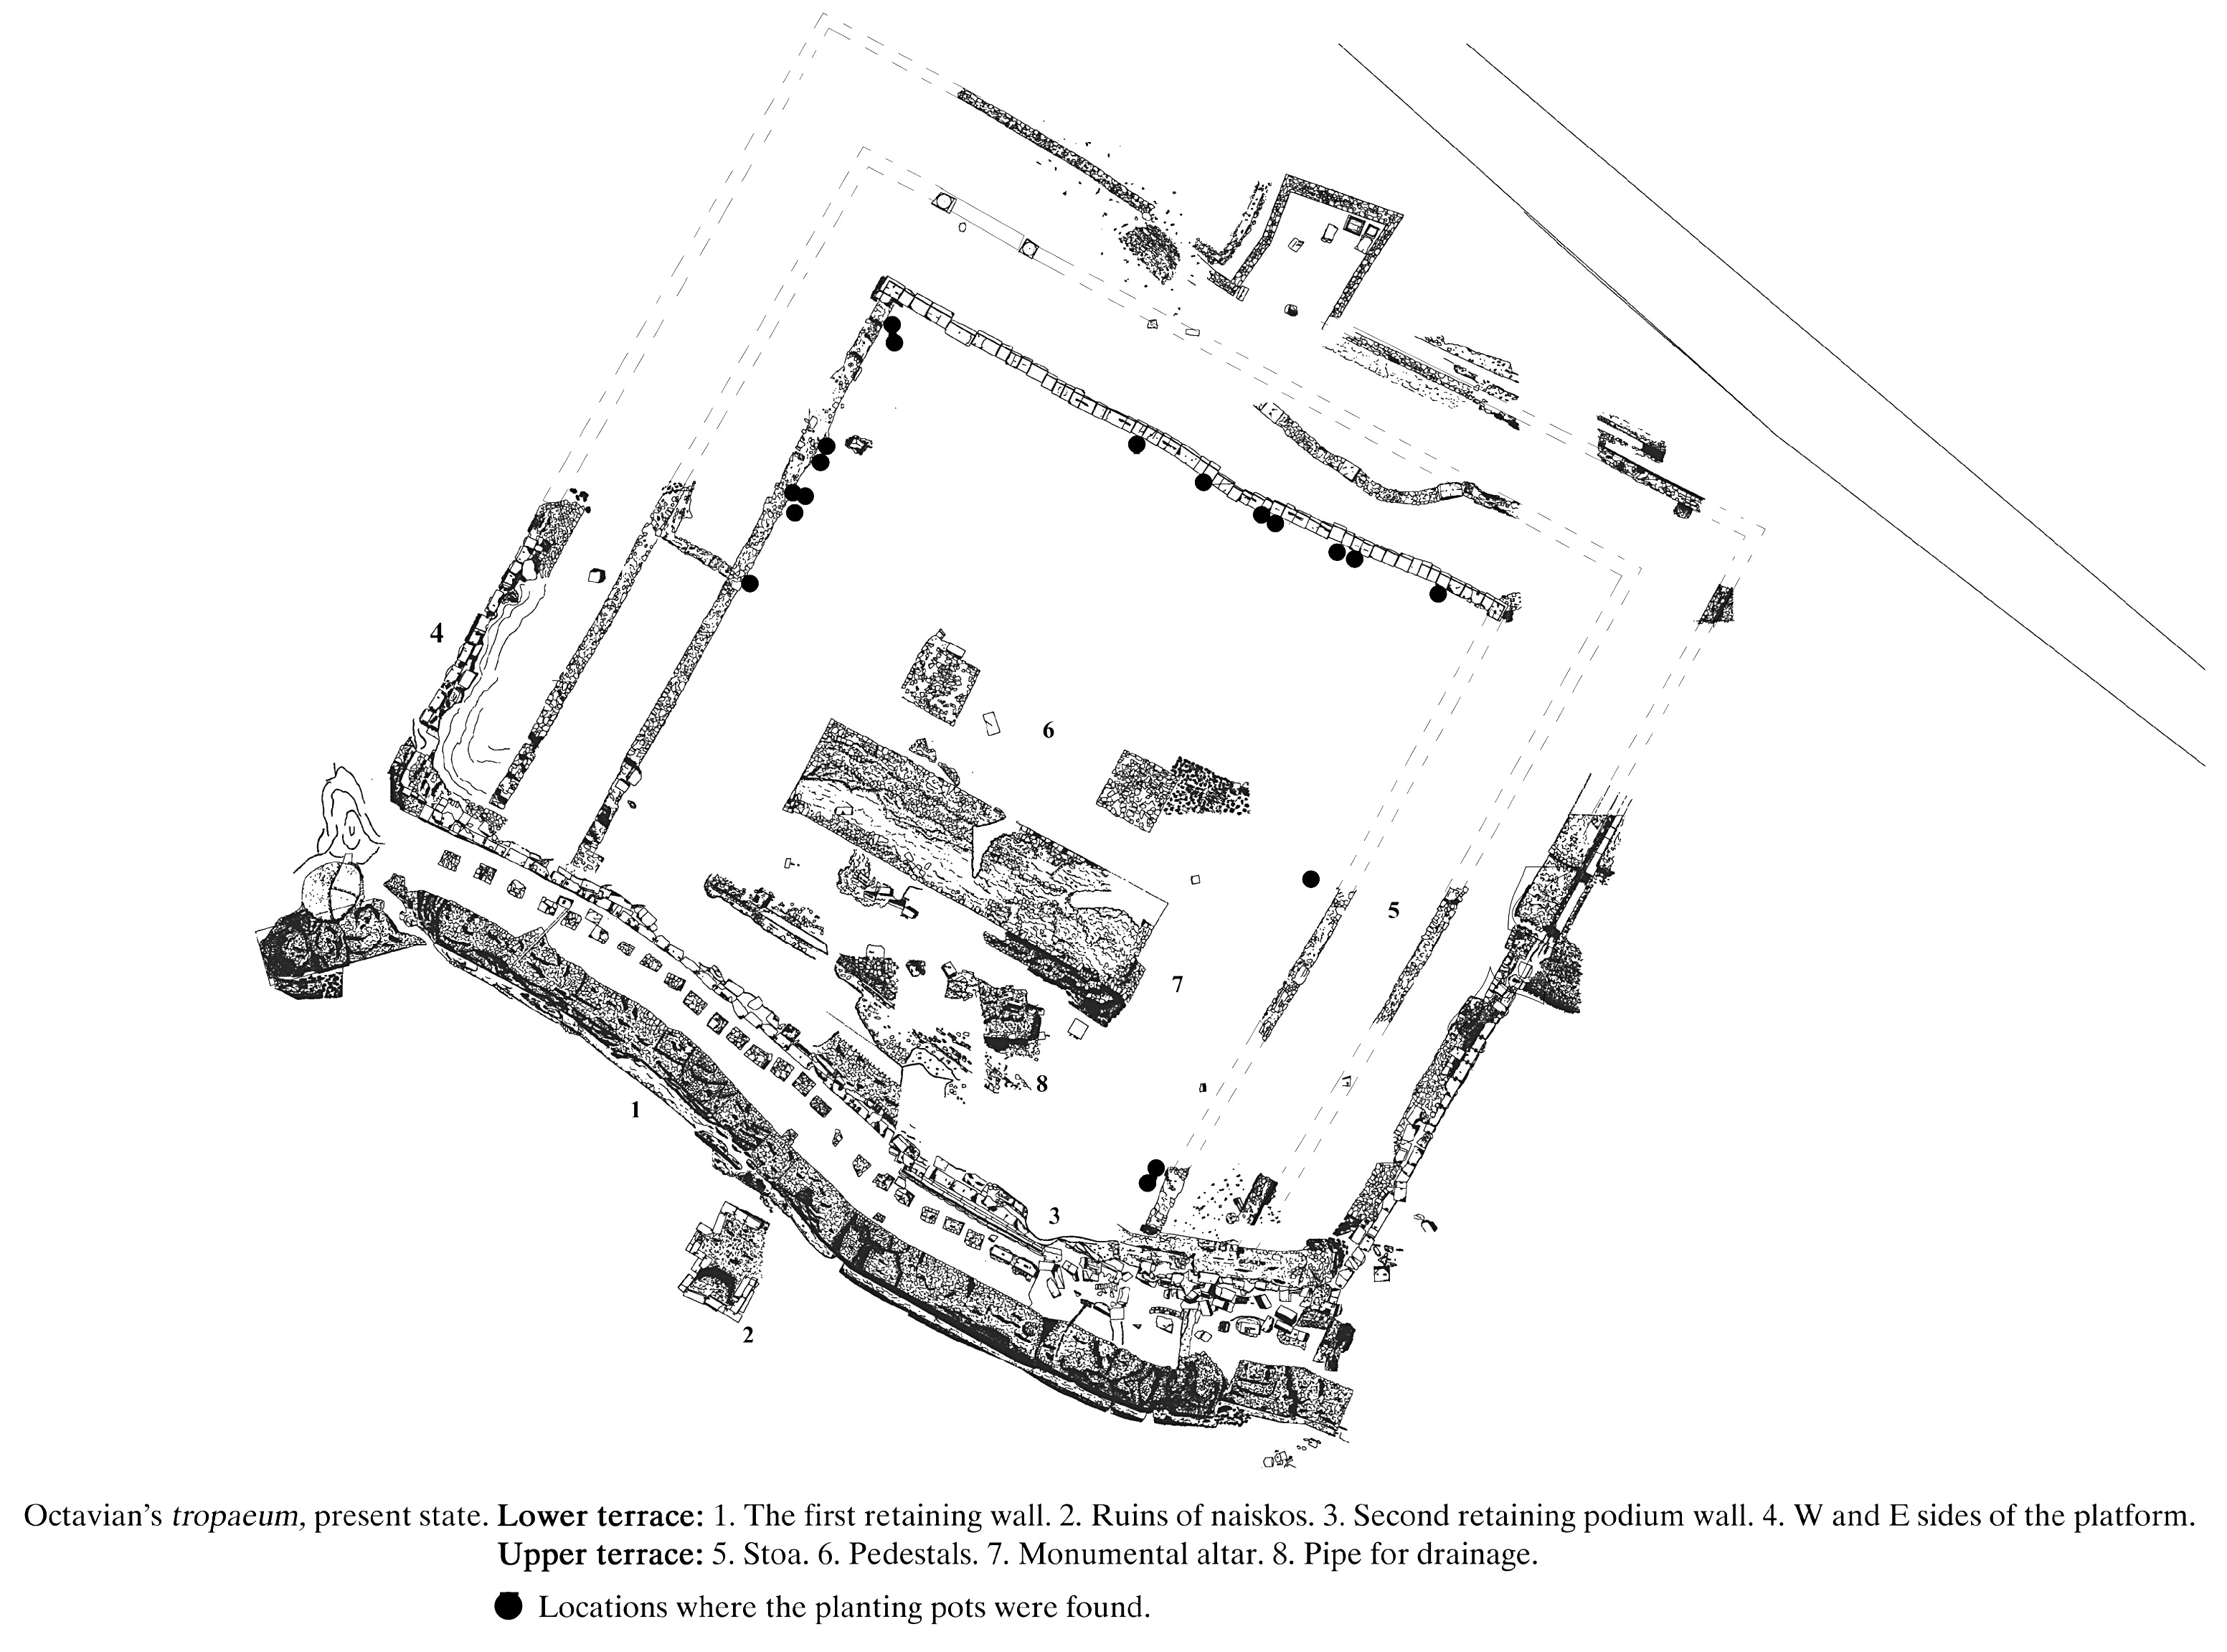 4
6
5
7
8
1
3
2
Octavian's tropaeum, present state. Lower terrace: 1. The first retaining wall. 2. Ruins of naiskos. 3. Second retaining podium wall. 4. W and E sides of the platform.
Upper terrace: 5. Stoa. 6. Pedestals. 7. Monumental altar. 8. Pipe for drainage.
Locations where the planting pots were found.